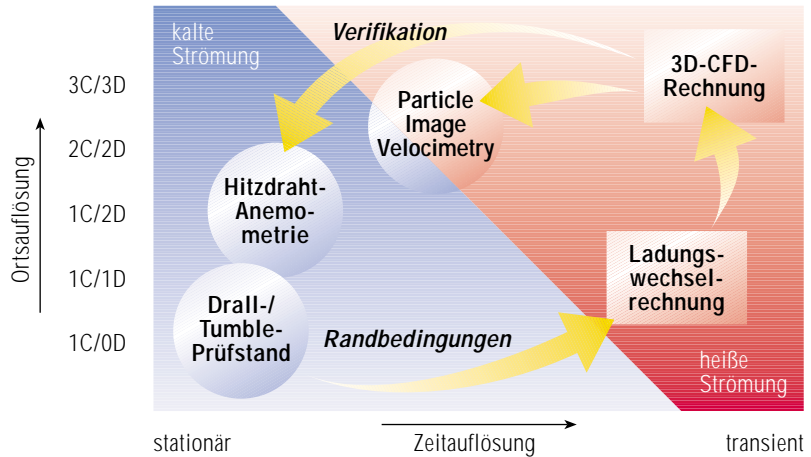 kalte
Strömung
Verifikation
3D-CFD-
Rechnung
Particle
Image
Velocimetry
Hitzdraht-
Anemo-
metrie
Ladungs-
wechsel-
rechnung
Drall-/
Tumble-
Prüfstand
Randbedingungen
heiße
Strömung
Ortsauflösung
3C/3D
2C/2D
1C/2D
1C/1D
1C/0D
stationär
Zeitauflösung
transient